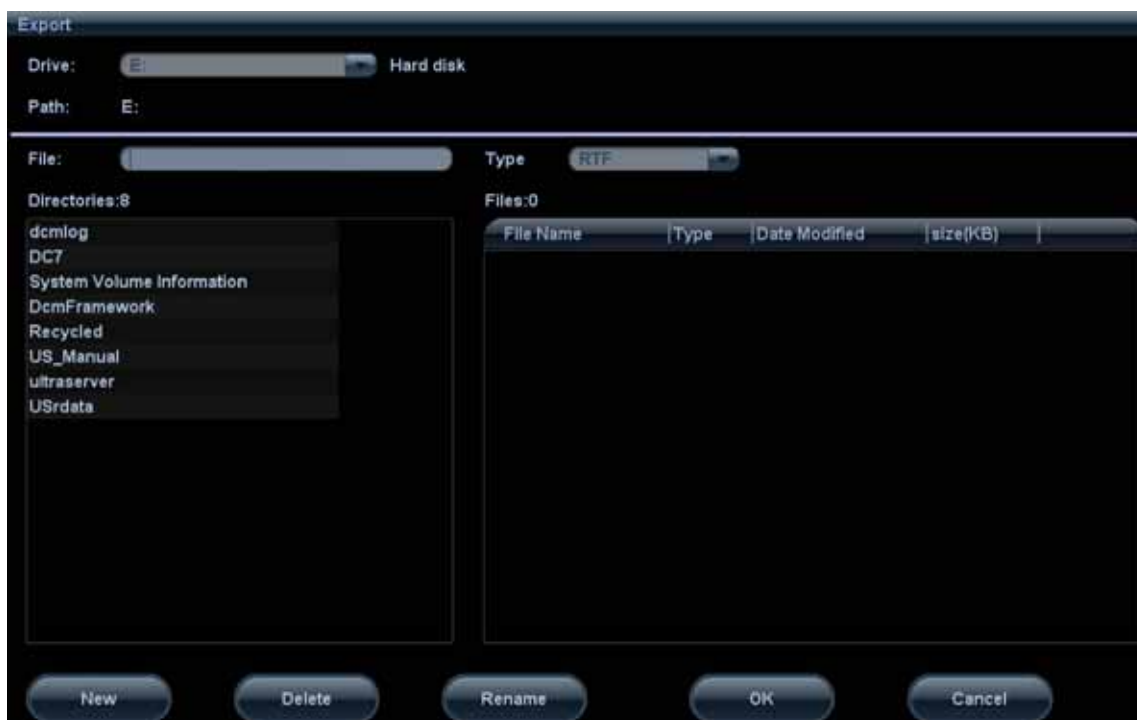 Export
Drive: E: Hard disk
Path: E:
File: Type RTF
Directories:8 Files:0
dcmlog
DC7
System Volume Information
DcmFramework
Recycled
US_Manual
ultraserver
USrdata
File Name Type Date Modified size(KB)
New Delete Rename OK Cancel